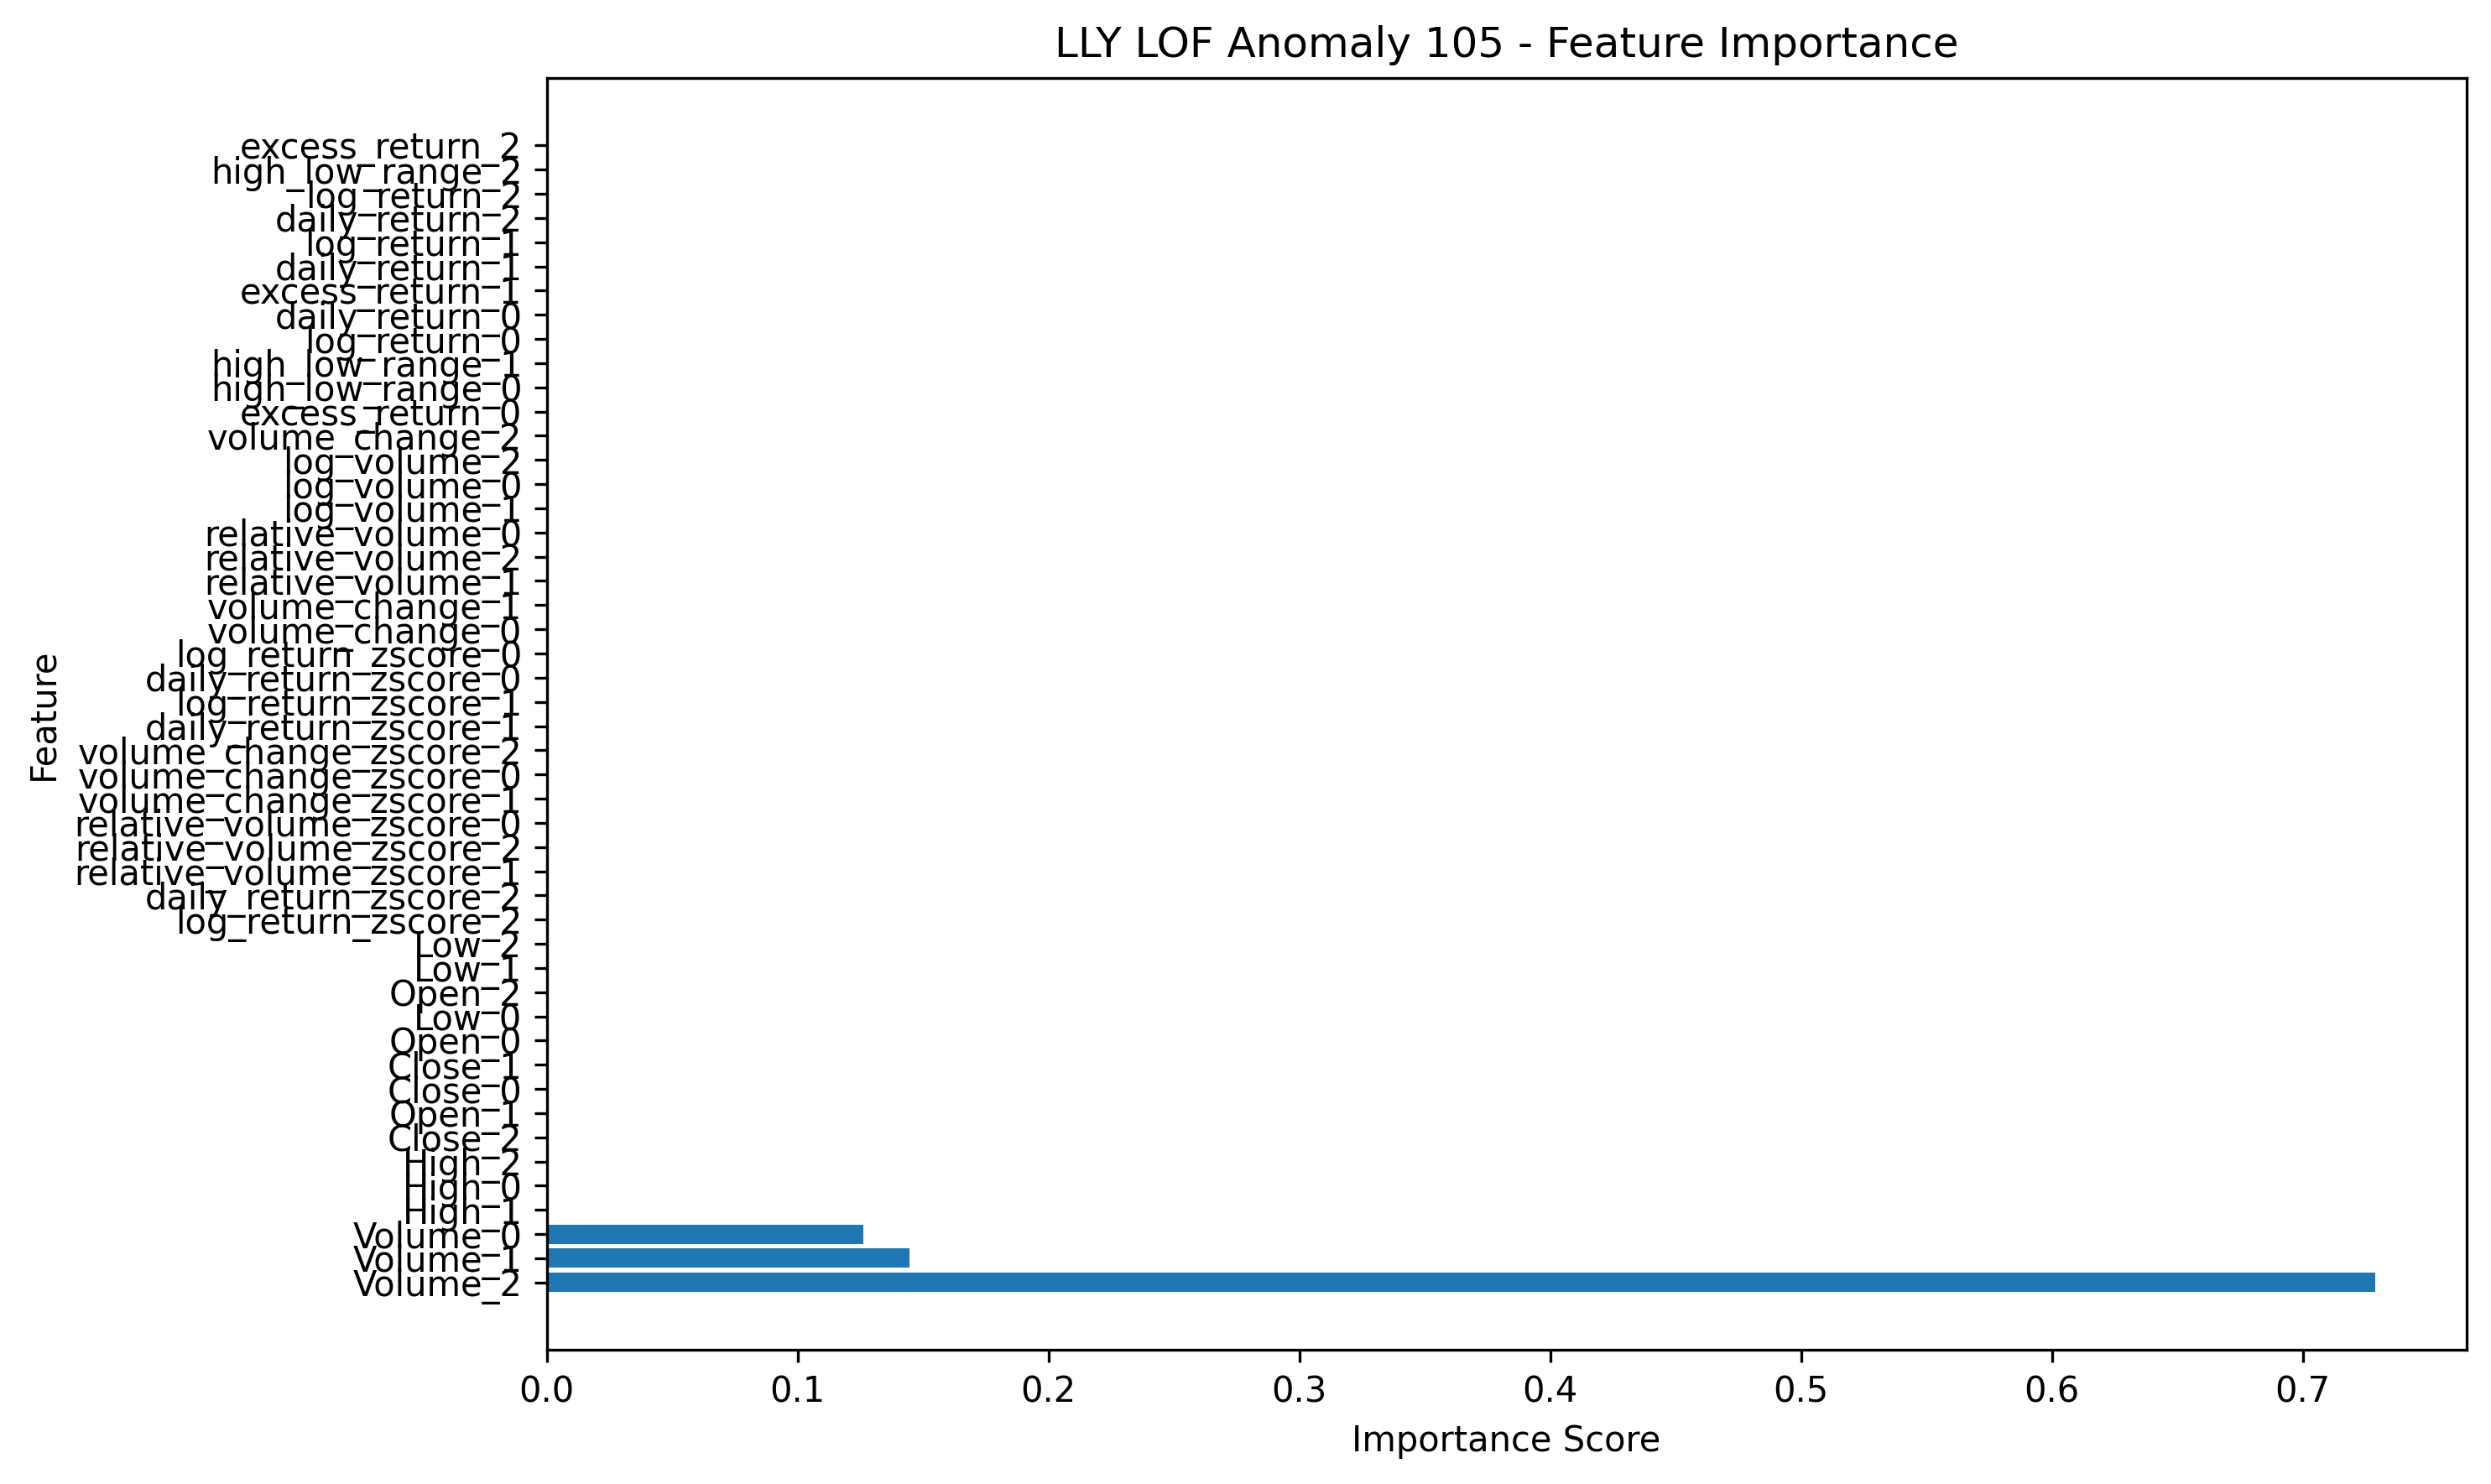 LLY LOF Anomaly 105 - Feature Importance
excess_return_2
high_low_range_2
log_return_2
daily_return_2
log_return_1
daily_return_1
excess_return_1
daily_return_0
log_return_0
high_low_range_1
high_low_range_0
excess_return_0
volume_change_2
log_volume_2
log_volume_0
log_volume_1
relative_volume_0
relative_volume_2
relative_volume_1
volume_change_1
volume_change_0
log_return_zscore_0
daily_return_zscore_0
log_return_zscore_1
daily_return_zscore_1
volume_change_zscore_2
volume_change_zscore_0
volume_change_zscore_1
relative_volume_zscore_0
relative_volume_zscore_2
relative_volume_zscore_1
daily_return_zscore_2
log_return_zscore_2
Low_2
Low_1
Open_2
Low_0
Open_0
Close_1
Close_0
Open_1
Close_2
High_2
High_0
High_1
Volume_0
Volume_1
Volume_2
Feature
0.0 0.1 0.2 0.3 0.4 0.5 0.6 0.7
Importance Score